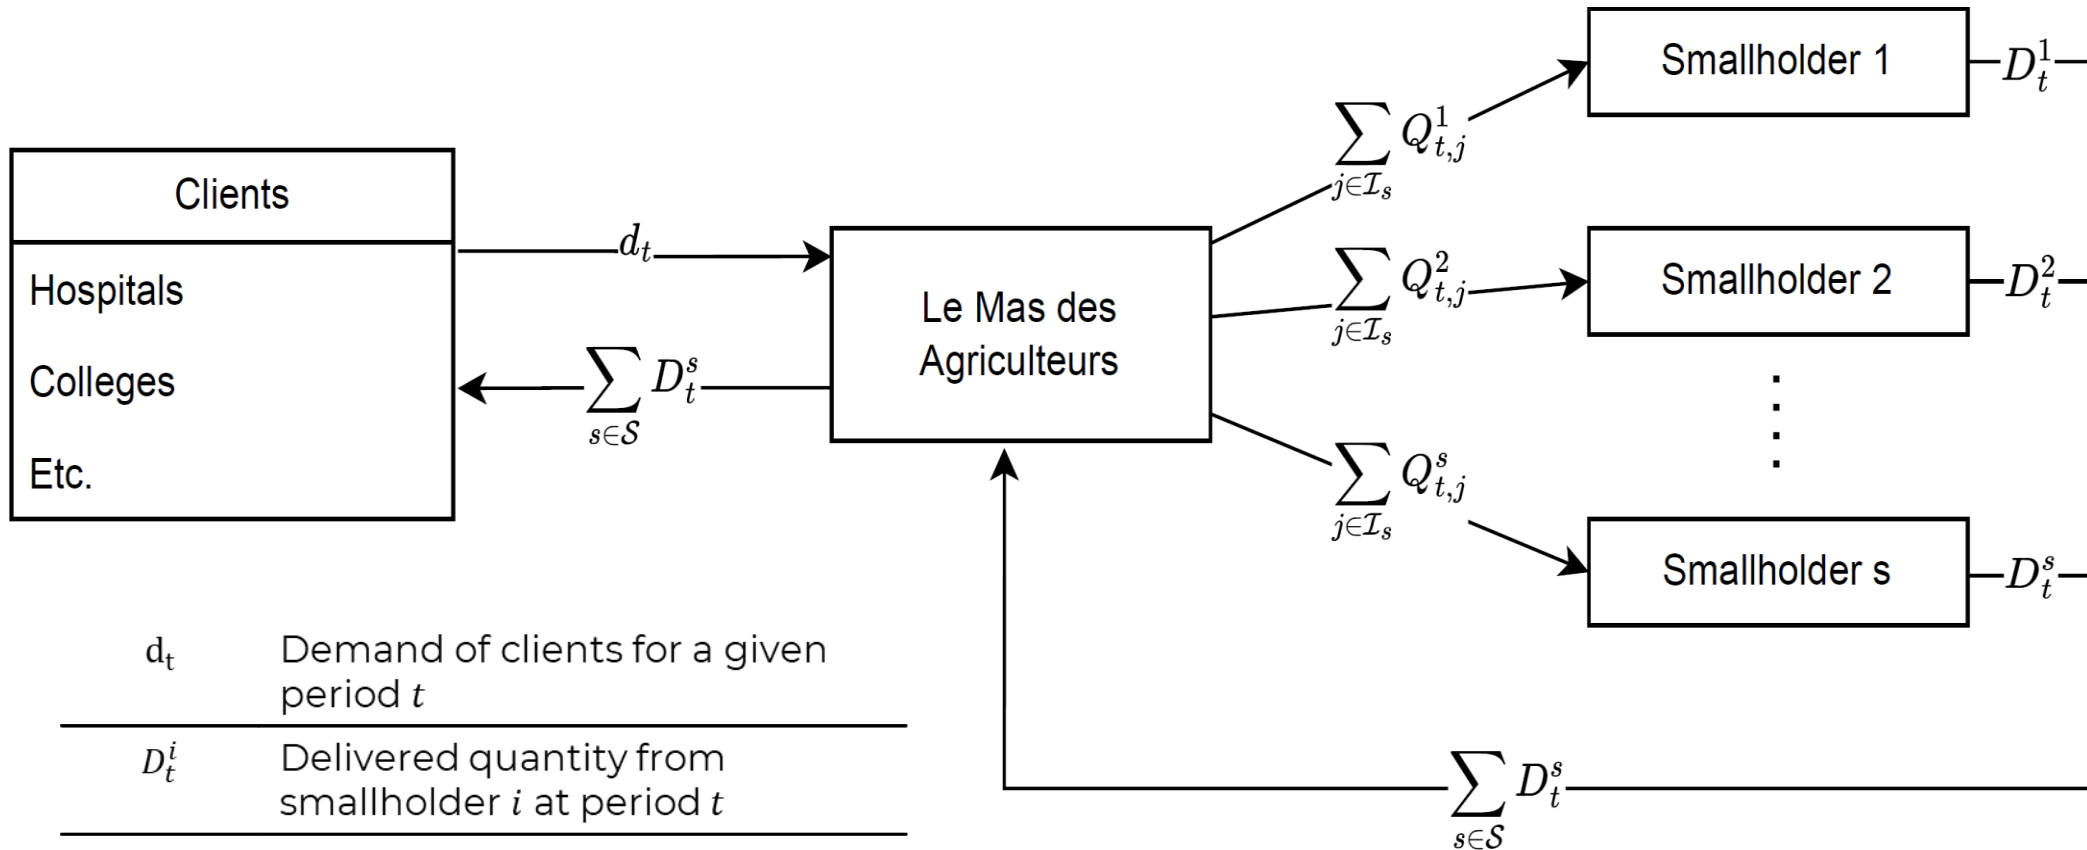 Clients
Hospitals
Colleges
Etc.
d_t
∑_{s∈𝒮} D_t^s
Le Mas des
Agriculteurs
∑_{j∈ℐ_s} Q_{t,j}^1
∑_{j∈ℐ_s} Q_{t,j}^2
∑_{j∈ℐ_s} Q_{t,j}^s
Smallholder 1
D_t^1
Smallholder 2
D_t^2
Smallholder s
D_t^s
∑_{s∈𝒮} D_t^s
d_t Demand of clients for a given
period t
D_t^i Delivered quantity from
smallholder i at period t